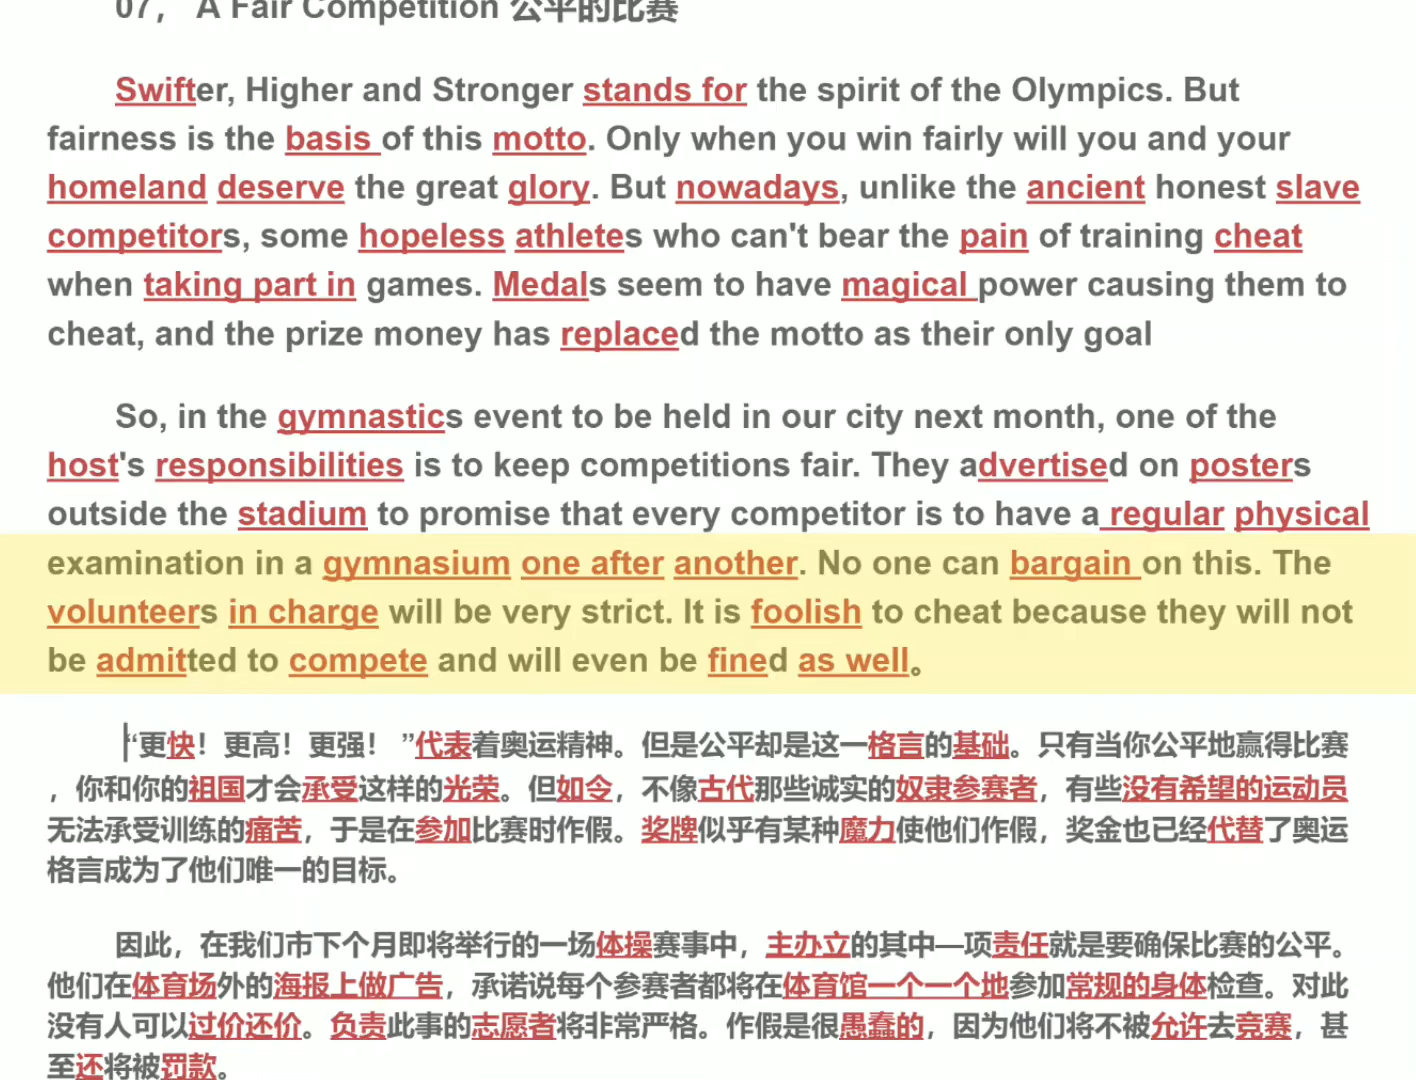 07， A Fair Competition 公平的比赛
Swifter, Higher and Stronger stands for the spirit of the Olympics. But
fairness is the basis of this motto. Only when you win fairly will you and your
homeland deserve the great glory. But nowadays, unlike the ancient honest slave
competitors, some hopeless athletes who can't bear the pain of training cheat
when taking part in games. Medals seem to have magical power causing them to
cheat, and the prize money has replaced the motto as their only goal
So, in the gymnastics event to be held in our city next month, one of the
host's responsibilities is to keep competitions fair. They advertised on posters
outside the stadium to promise that every competitor is to have a regular physical
examination in a gymnasium one after another. No one can bargain on this. The
volunteers in charge will be very strict. It is foolish to cheat because they will not
be admitted to compete and will even be fined as well。
“更快！更高！更强！”代表着奥运精神。但是公平却是这一格言的基础。只有当你公平地赢得比赛
，你和你的祖国才会承受这样的光荣。但如今，不像古代那些诚实的奴隶参赛者，有些没有希望的运动员
无法承受训练的痛苦，于是在参加比赛时作假。奖牌似乎有某种魔力使他们作假，奖金也已经代替了奥运
格言成为了他们唯一的目标。
因此，在我们市下个月即将举行的一场体操赛事中，主办立的其中—项责任就是要确保比赛的公平。
他们在体育场外的海报上做广告，承诺说每个参赛者都将在体育馆一个一个地参加常规的身体检查。对此
没有人可以过价还价。负责此事的志愿者将非常严格。作假是很愚蠢的，因为他们将不被允许去竞赛，甚
至还将被罚款。